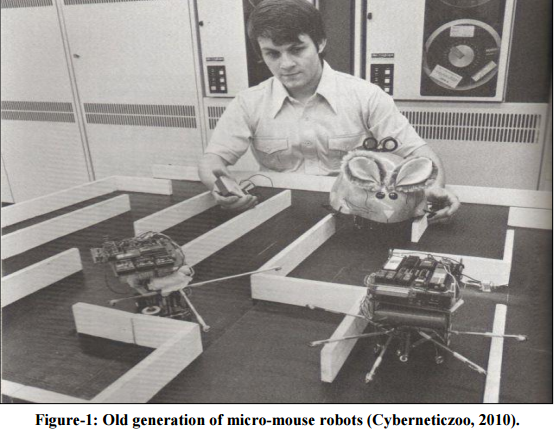 Figure-1: Old generation of micro-mouse robots (Cyberneticzoo, 2010).